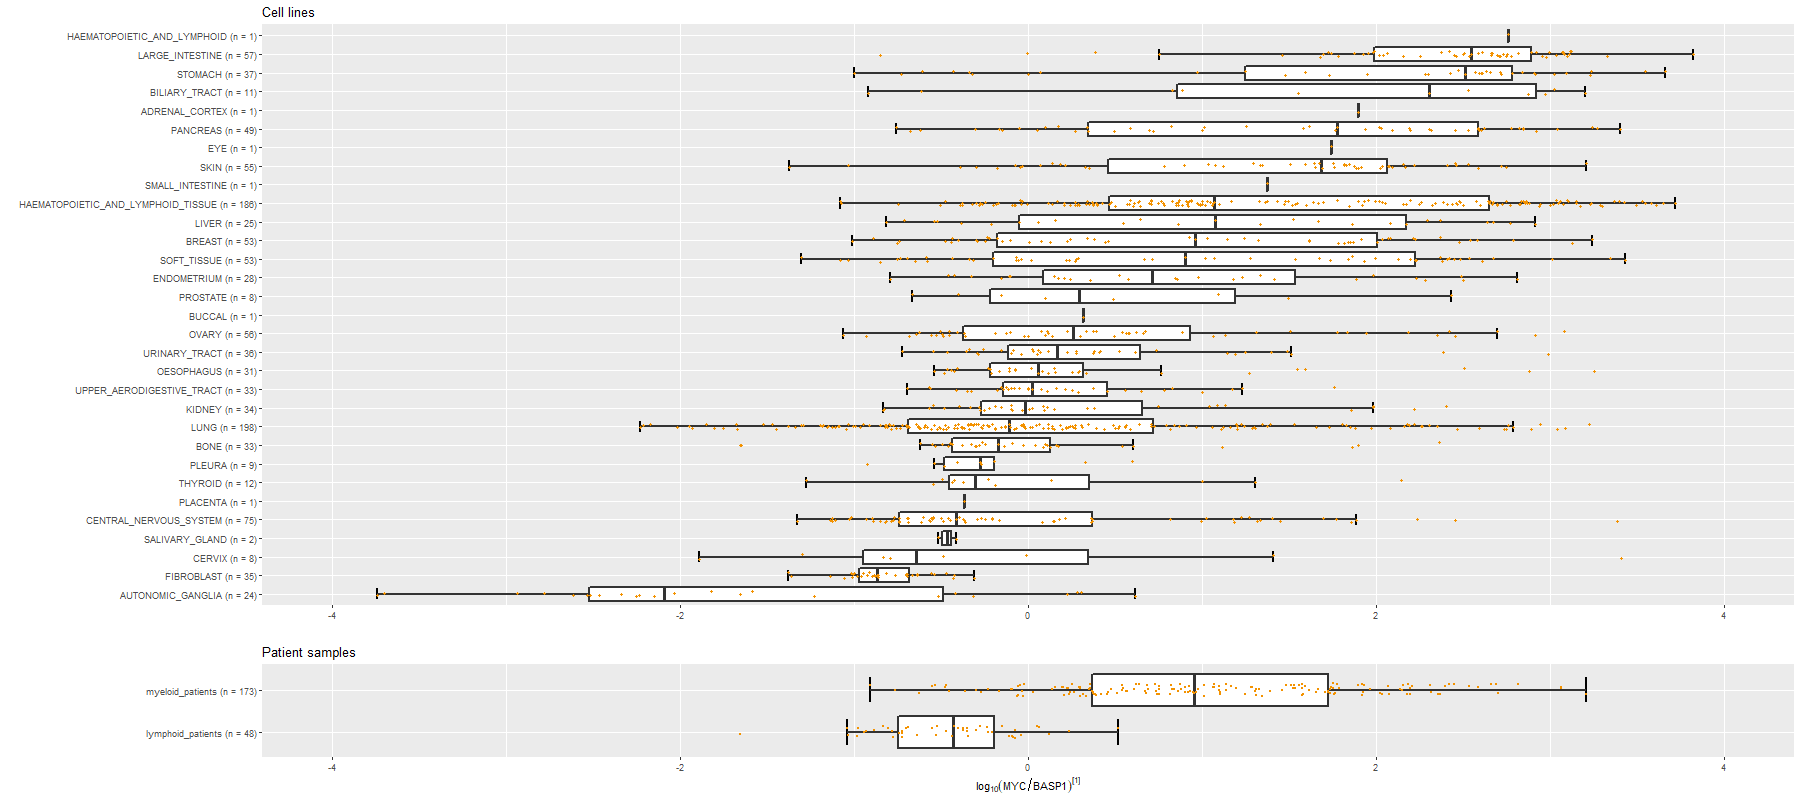 Cell lines
HAEMATOPOIETIC_AND_LYMPHOID (n = 1)
LARGE_INTESTINE (n = 57)
STOMACH (n = 37)
BILIARY_TRACT (n = 11)
ADRENAL_CORTEX (n = 1)
PANCREAS (n = 49)
EYE (n = 1)
SKIN (n = 55)
SMALL_INTESTINE (n = 1)
HAEMATOPOIETIC_AND_LYMPHOID_TISSUE (n = 186)
LIVER (n = 25)
BREAST (n = 53)
SOFT_TISSUE (n = 53)
ENDOMETRIUM (n = 28)
PROSTATE (n = 8)
BUCCAL (n = 1)
OVARY (n = 56)
URINARY_TRACT (n = 36)
OESOPHAGUS (n = 31)
UPPER_AERODIGESTIVE_TRACT (n = 33)
KIDNEY (n = 34)
LUNG (n = 198)
BONE (n = 33)
PLEURA (n = 9)
THYROID (n = 12)
PLACENTA (n = 1)
CENTRAL_NERVOUS_SYSTEM (n = 75)
SALIVARY_GLAND (n = 2)
CERVIX (n = 8)
FIBROBLAST (n = 35)
AUTONOMIC_GANGLIA (n = 24)
-4 -2 0 2 4
Patient samples
myeloid_patients (n = 173)
lymphoid_patients (n = 48)
-4 -2 0 2 4
log₁₀(MYC/BASP1)^[1]